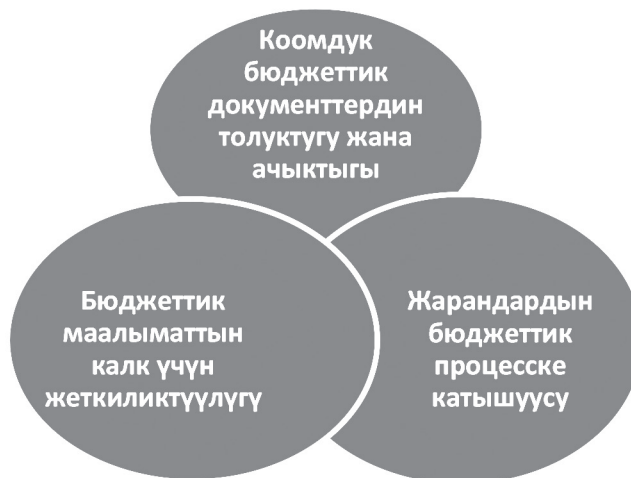 Коомдук
бюджеттик
документтердин
толуктугу жана
ачыктыгы
Бюджеттик
маалыматтын
калк үчүн
жеткиликтүүлүгү
Жарандардын
бюджеттик
процесске
катышуусу